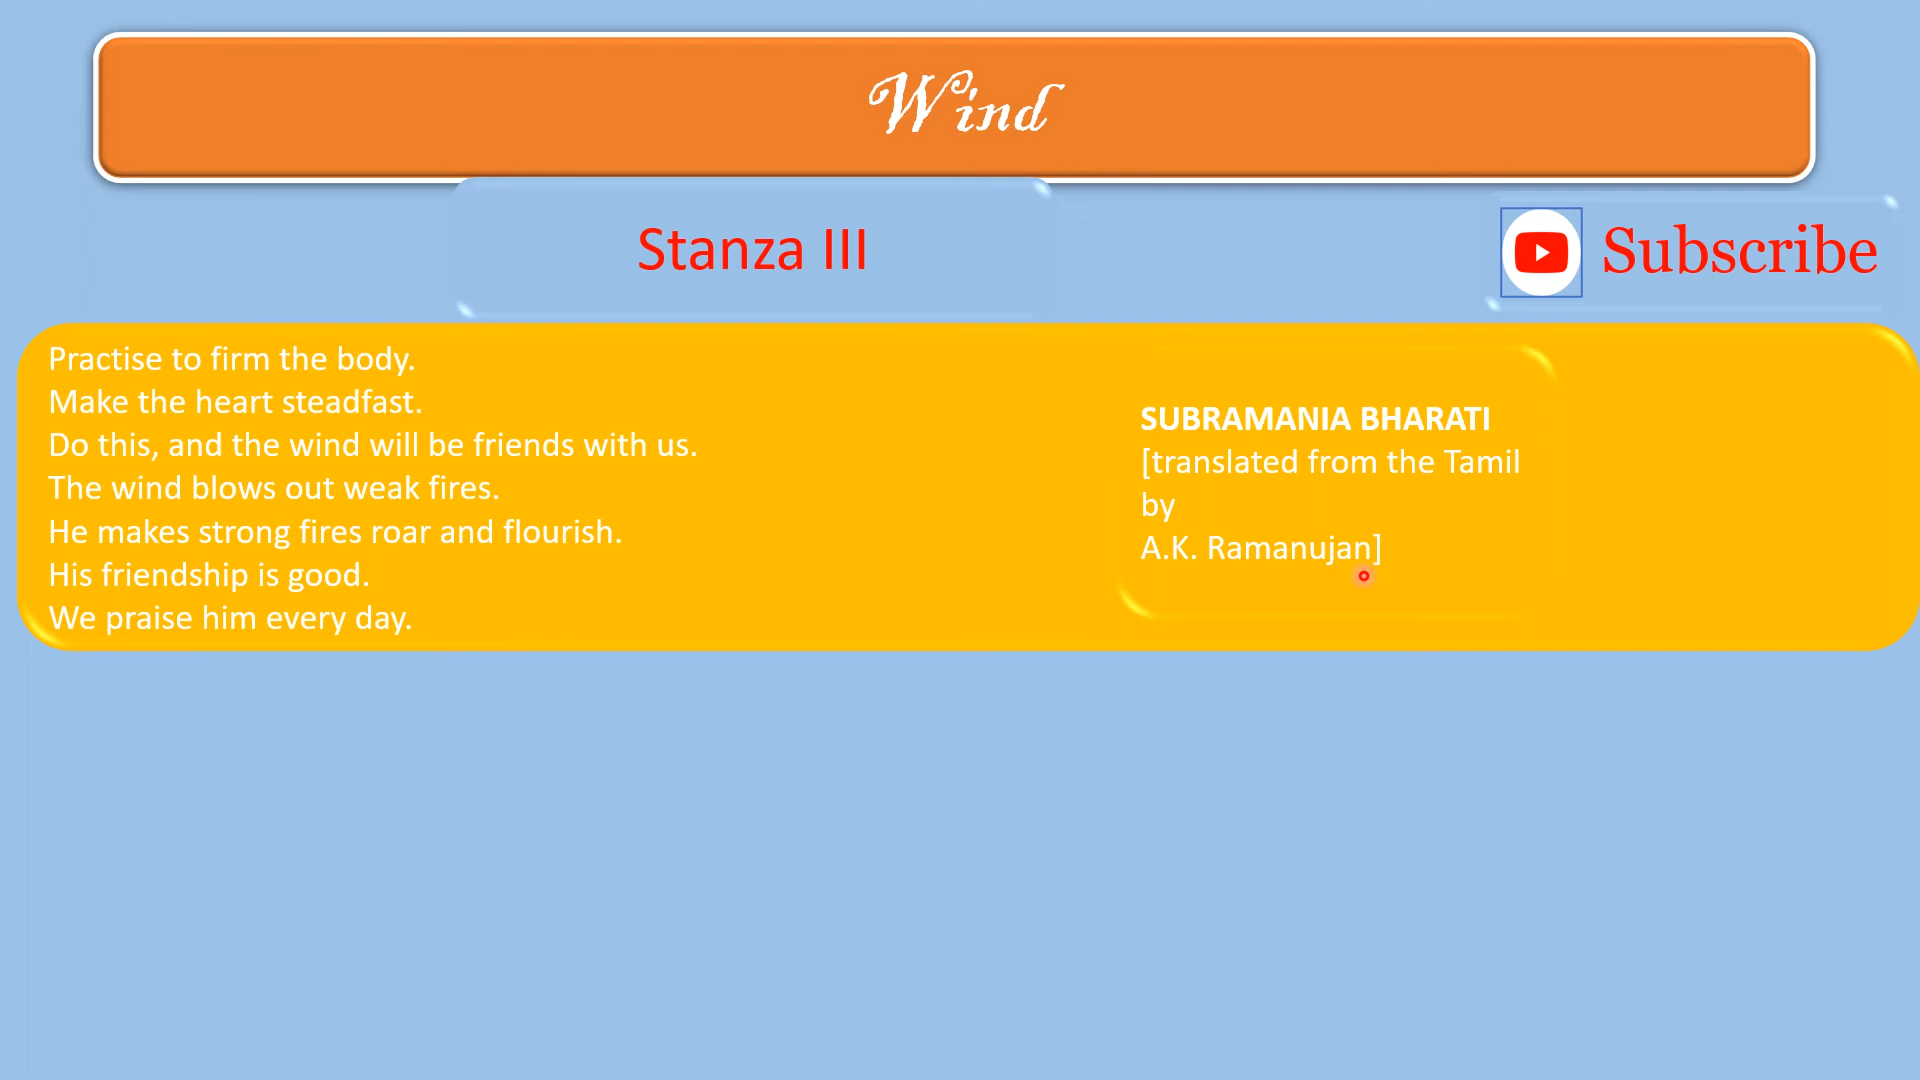 Wind
Stanza III
Subscribe
Practise to firm the body.
Make the heart steadfast.
Do this, and the wind will be friends with us.
The wind blows out weak fires.
He makes strong fires roar and flourish.
His friendship is good.
We praise him every day.
SUBRAMANIA BHARATI
[translated from the Tamil
by
A.K. Ramanujan]